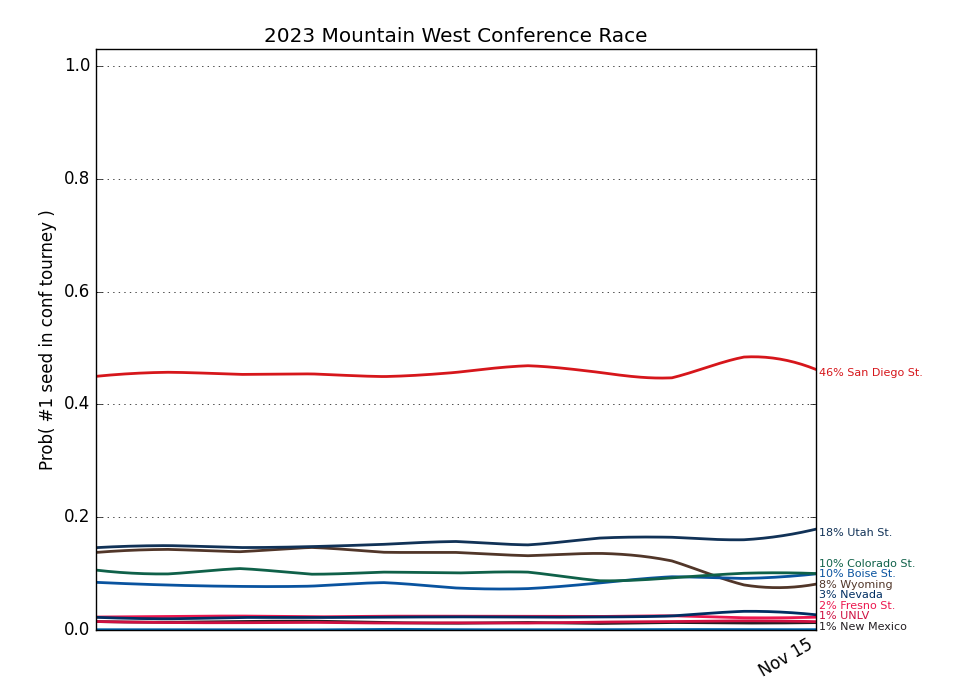 2023 Mountain West Conference Race
Prob( #1 seed in conf tourney )
1.0
0.8
0.6
0.4
0.2
0.0
46% San Diego St.
18% Utah St.
10% Colorado St.
10% Boise St.
8% Wyoming
3% Nevada
2% Fresno St.
1% UNLV
1% New Mexico
Nov 15